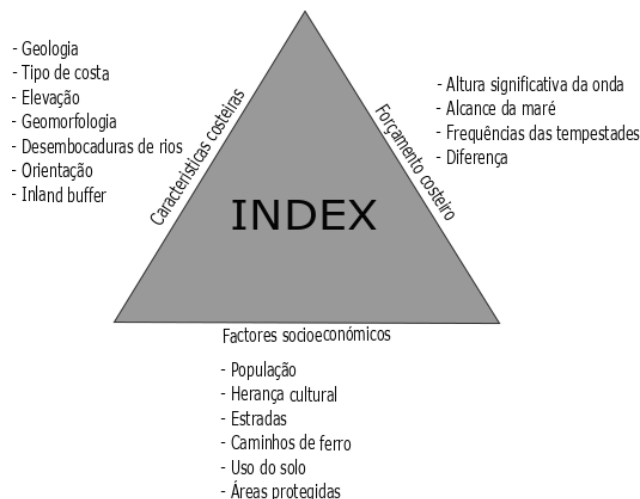 - Geologia
- Tipo de costa
- Elevação
- Geomorfologia
- Desembocaduras de rios
- Orientação
- Inland buffer
Caracteristicas costeiras
INDEX
Forçamento costeiro
- Altura significativa da onda
- Alcance da maré
- Frequências das tempestades
- Diferença
Factores socioeconómicos
- População
- Herança cultural
- Estradas
- Caminhos de ferro
- Uso do solo
- Áreas protegidas